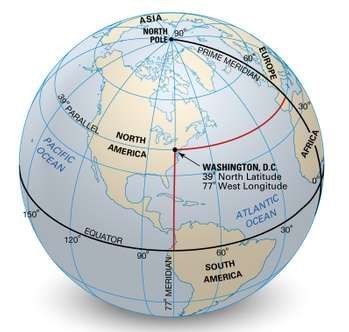 ASIA
NORTH
POLE
90°
PRIME MERIDIAN
60°
EUROPE
30°
AFRICA
0°
39° PARALLEL
NORTH
AMERICA
PACIFIC
OCEAN
WASHINGTON, D.C.
39° North Latitude
77° West Longitude
ATLANTIC
OCEAN
150°
120°
EQUATOR
90°
77° MERIDIAN
60°
30°
SOUTH
AMERICA